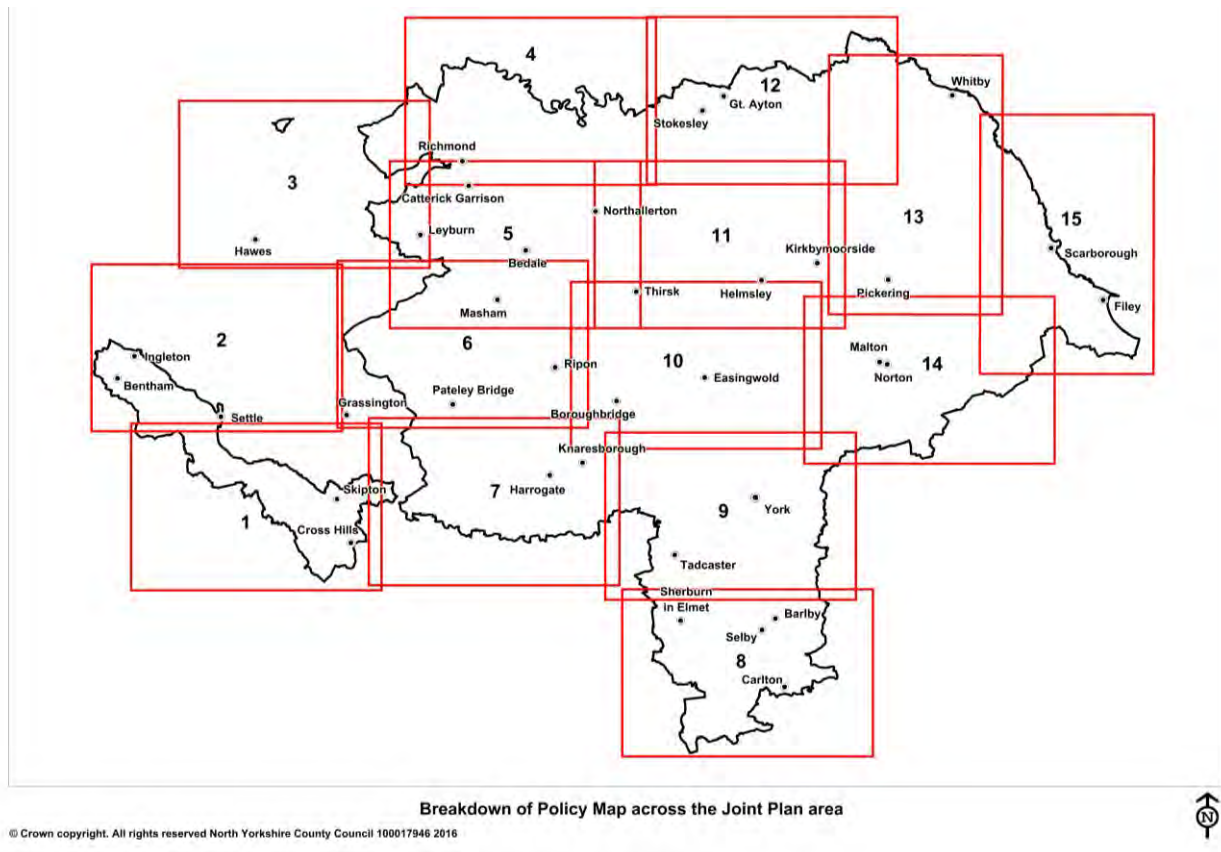 4
12
Whitby
Gt. Ayton
Stokesley
Richmond
3
Catterick Garrison
Northallerton
13
15
Leyburn
5
11
Hawes
Bedale
Kirkbymoorside
Scarborough
Masham
Thirsk
Helmsley
Pickering
Filey
2
6
10
Malton
14
Ingleton
Ripon
Norton
Bentham
Easingwold
Pateley Bridge
Grassington
Settle
Boroughbridge
Knaresborough
Skipton
7
Harrogate
1
9
York
Cross Hills
Tadcaster
Sherburn
in Elmet
Barlby
Selby
8
Carlton
Breakdown of Policy Map across the Joint Plan area
N
© Crown copyright. All rights reserved North Yorkshire County Council 100017946 2016